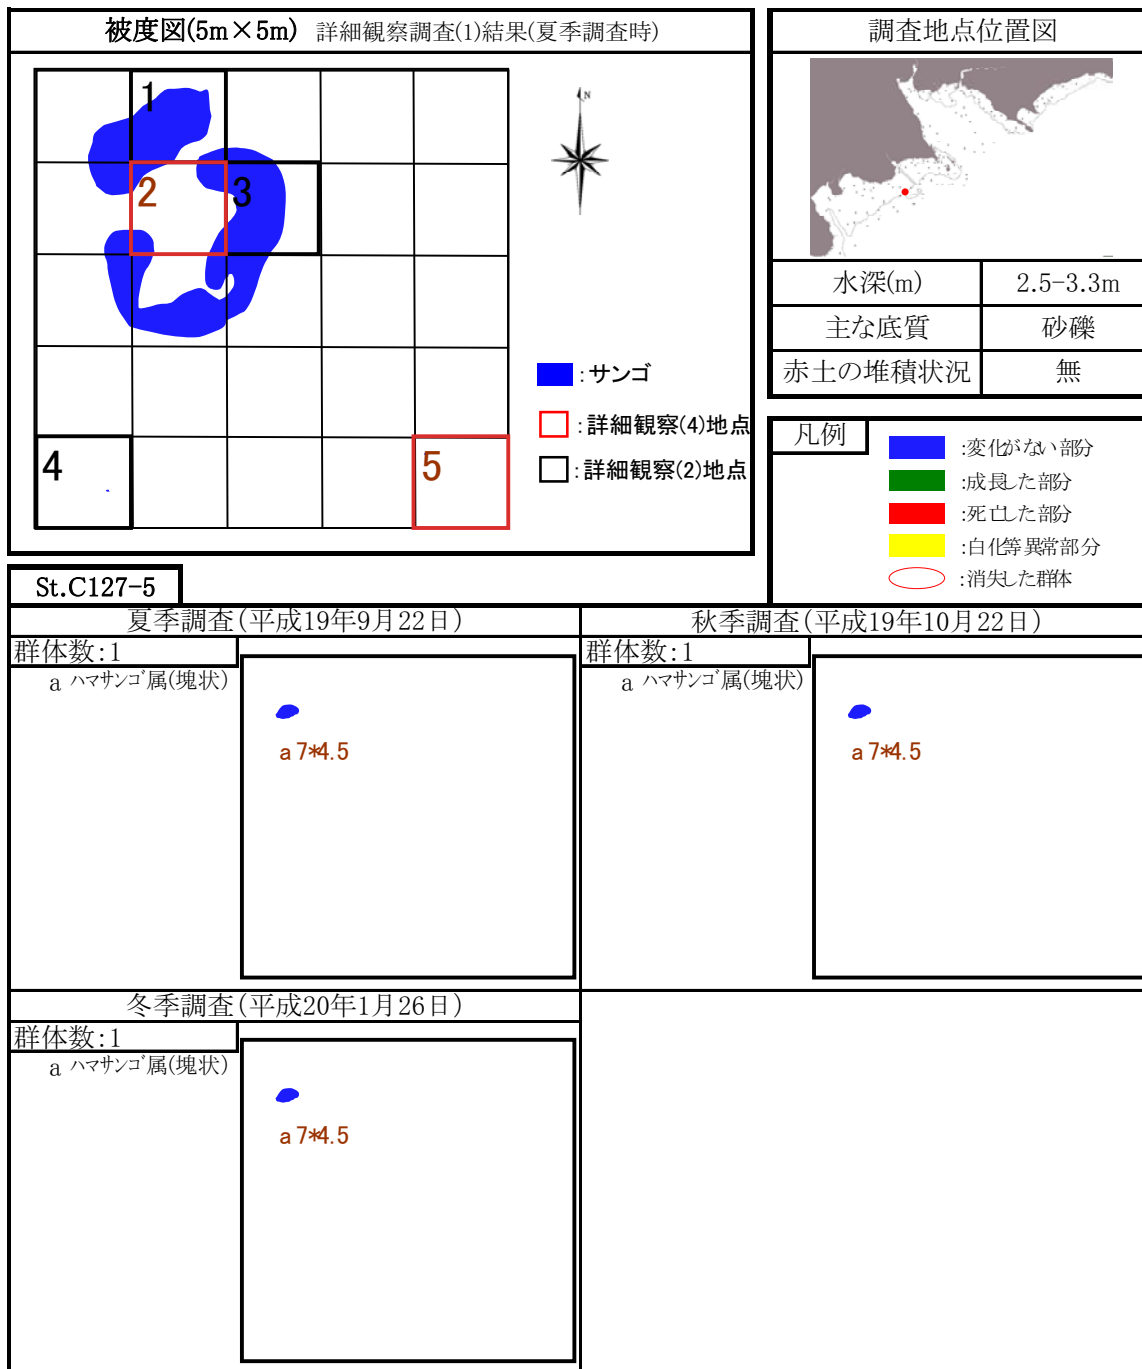 被度図(5m×5m) 詳細観察調査(1)結果(夏季調査時)
1
2
3
4
5
N
:サンゴ
:詳細観察(4)地点
:詳細観察(2)地点
調査地点位置図
水深(m) 2.5-3.3m
主な底質 砂礫
赤土の堆積状況 無
凡例
:変化がない部分
:成長した部分
:死亡した部分
:白化等異常部分
:消失した群体
St.C127-5
夏季調査(平成19年9月22日)
群体数:1
a ハマサンゴ属(塊状)
a 7*4.5
秋季調査(平成19年10月22日)
群体数:1
a ハマサンゴ属(塊状)
a 7*4.5
冬季調査(平成20年1月26日)
群体数:1
a ハマサンゴ属(塊状)
a 7*4.5